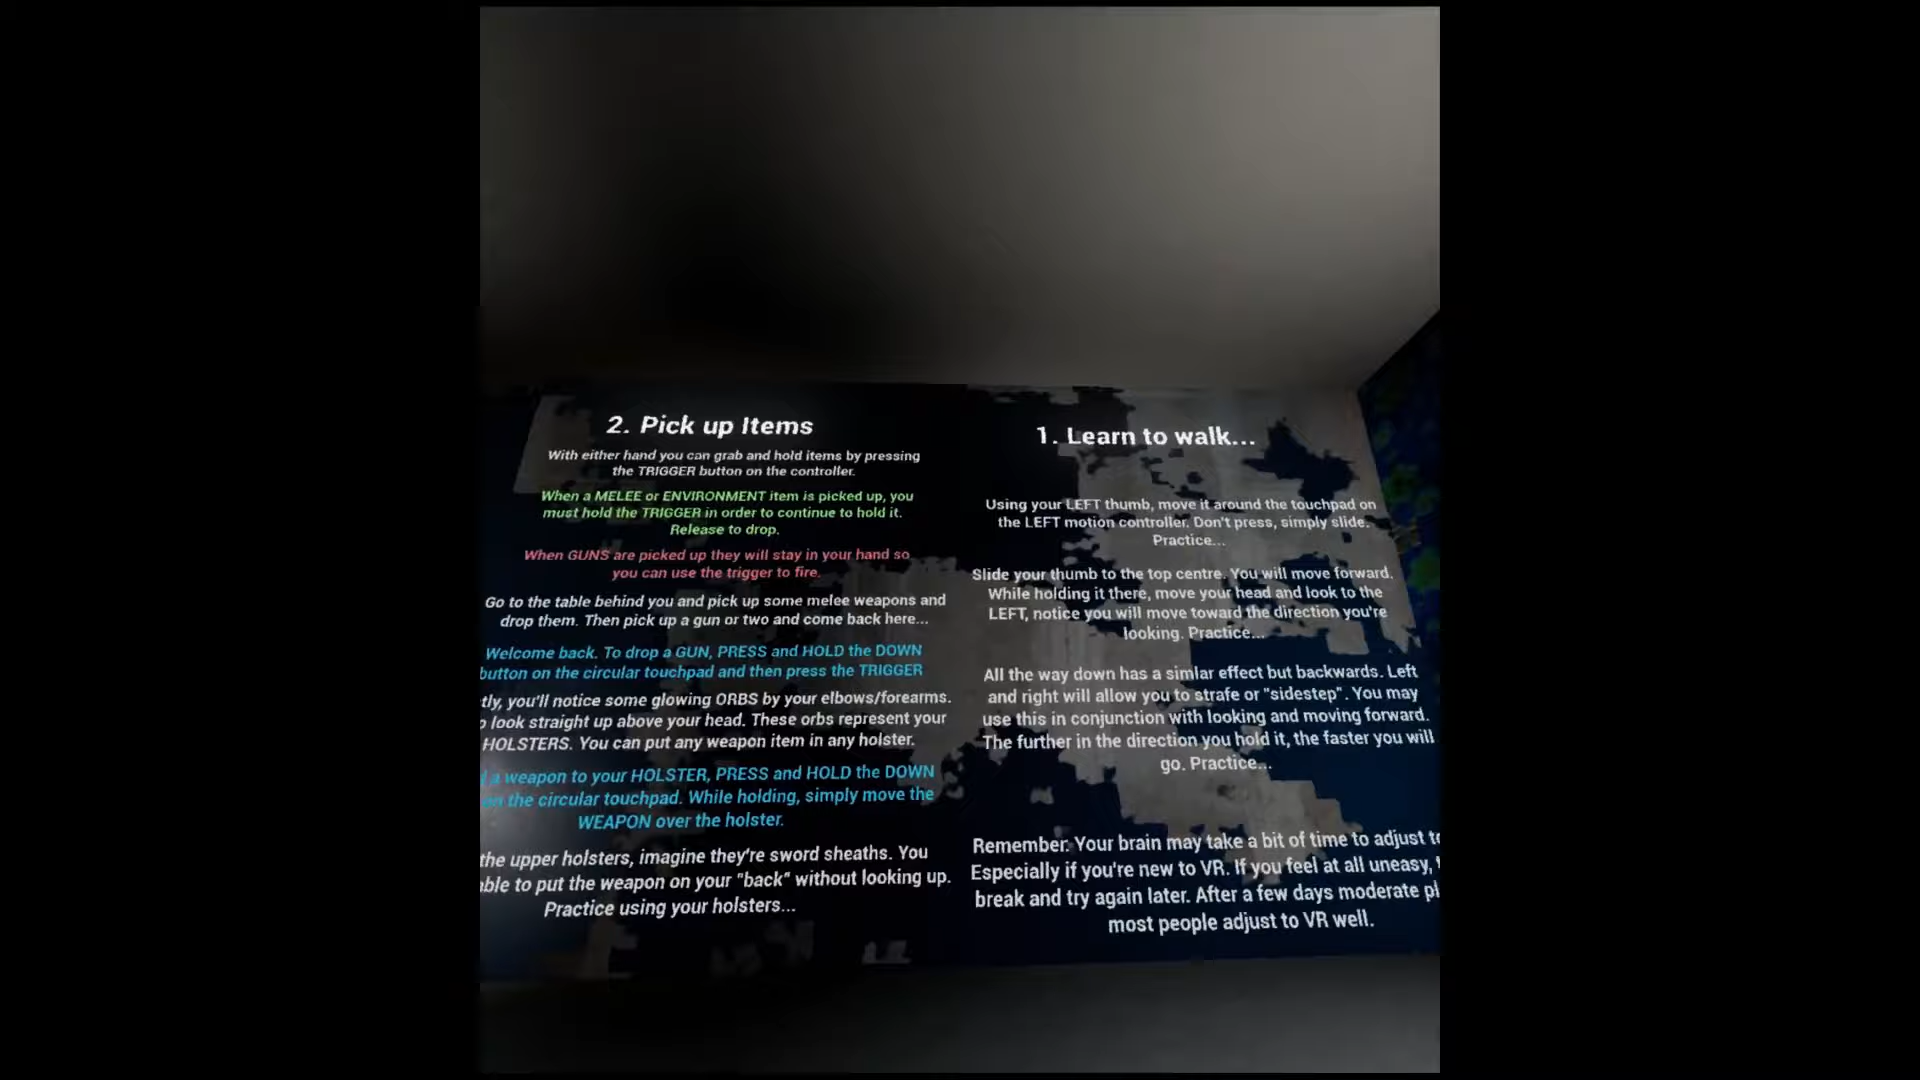 2. Pick up Items
With either hand you can grab and hold items by pressing
the TRIGGER button on the controller.
When a MELEE or ENVIRONMENT item is picked up, you
must hold the TRIGGER in order to continue to hold it.
Release to drop.
When GUNS are picked up they will stay in your hand so
you can use the trigger to fire.
Go to the table behind you and pick up some melee weapons and
drop them. Then pick up a gun or two and come back here...
Welcome back. To drop a GUN, PRESS and HOLD the DOWN
button on the circular touchpad and then press the TRIGGER
you'll notice some glowing ORBS by your elbows/forearms.
look straight up above your head. These orbs represent your
HOLSTERS. You can put any weapon item in any holster.
a weapon to your HOLSTER, PRESS and HOLD the DOWN
the circular touchpad. While holding, simply move the
WEAPON over the holster.
the upper holsters, imagine they're sword sheaths. You
able to put the weapon on your "back" without looking up.
Practice using your holsters...
1. Learn to walk...
Using your LEFT thumb, move it around the touchpad on
the LEFT motion controller. Don't press, simply slide.
Practice...
Slide your thumb to the top centre. You will move forward.
While holding it there, move your head and look to the
LEFT, notice you will move toward the direction you're
looking. Practice...
All the way down has a simlar effect but backwards. Left
and right will allow you to strafe or "sidestep". You may
use this in conjunction with looking and moving forward.
The further in the direction you hold it, the faster you will
go. Practice...
Remember. Your brain may take a bit of time to adjust
Especially if you're new to VR. If you feel at all uneasy,
break and try again later. After a few days moderate
most people adjust to VR well.